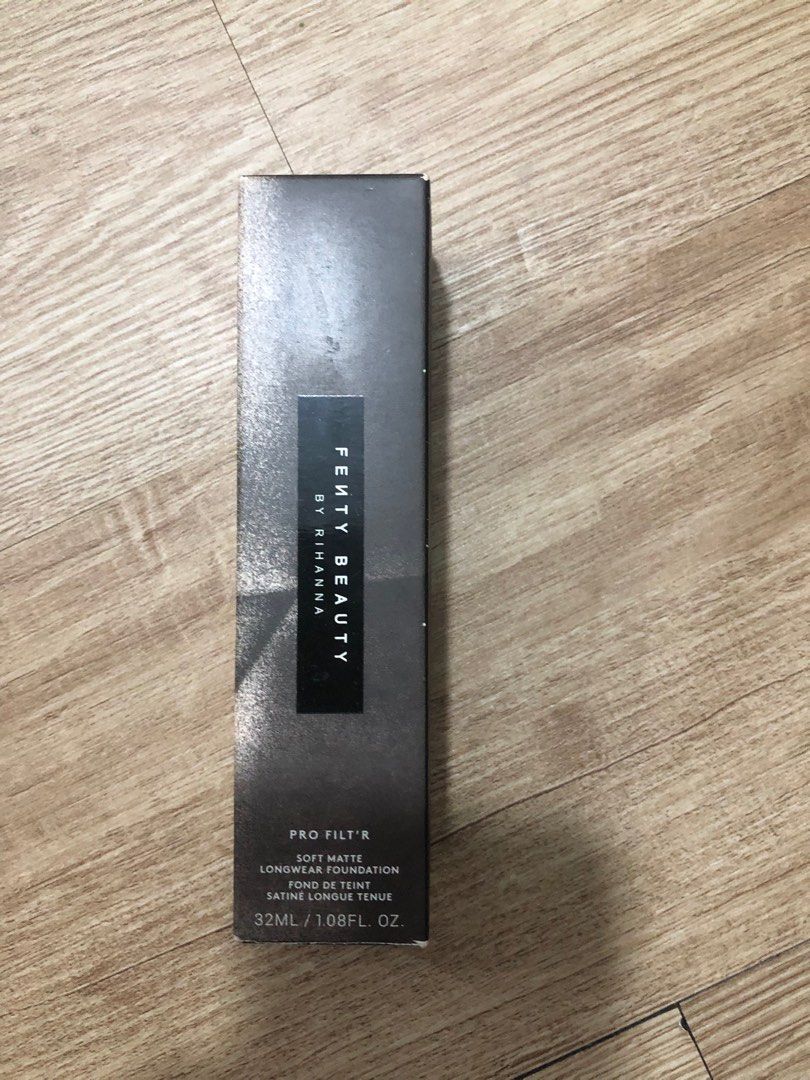 FEИTY BEAUTY
BY RIHANNA
PRO FILT'R
SOFT MATTE
LONGWEAR FOUNDATION
FOND DE TEINT
SATINÉ LONGUE TENUE
32ML / 1.08FL. OZ.